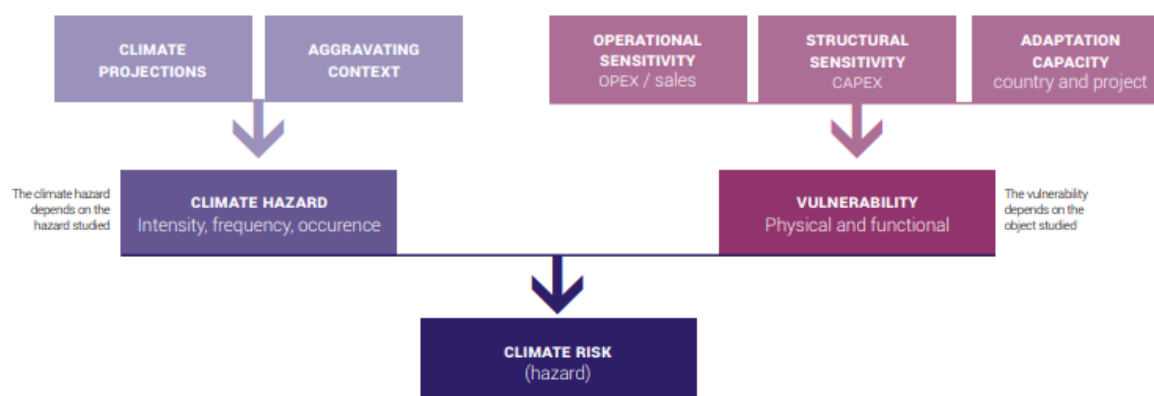 CLIMATE
PROJECTIONS
AGGRAVATING
CONTEXT
OPERATIONAL
SENSITIVITY
OPEX / sales
STRUCTURAL
SENSITIVITY
CAPEX
ADAPTATION
CAPACITY
country and project
The climate hazard
depends on the
hazard studied
CLIMATE HAZARD
Intensity, frequency, occurence
VULNERABILITY
Physical and functional
The vulnerability
depends on the
object studied
CLIMATE RISK
(hazard)